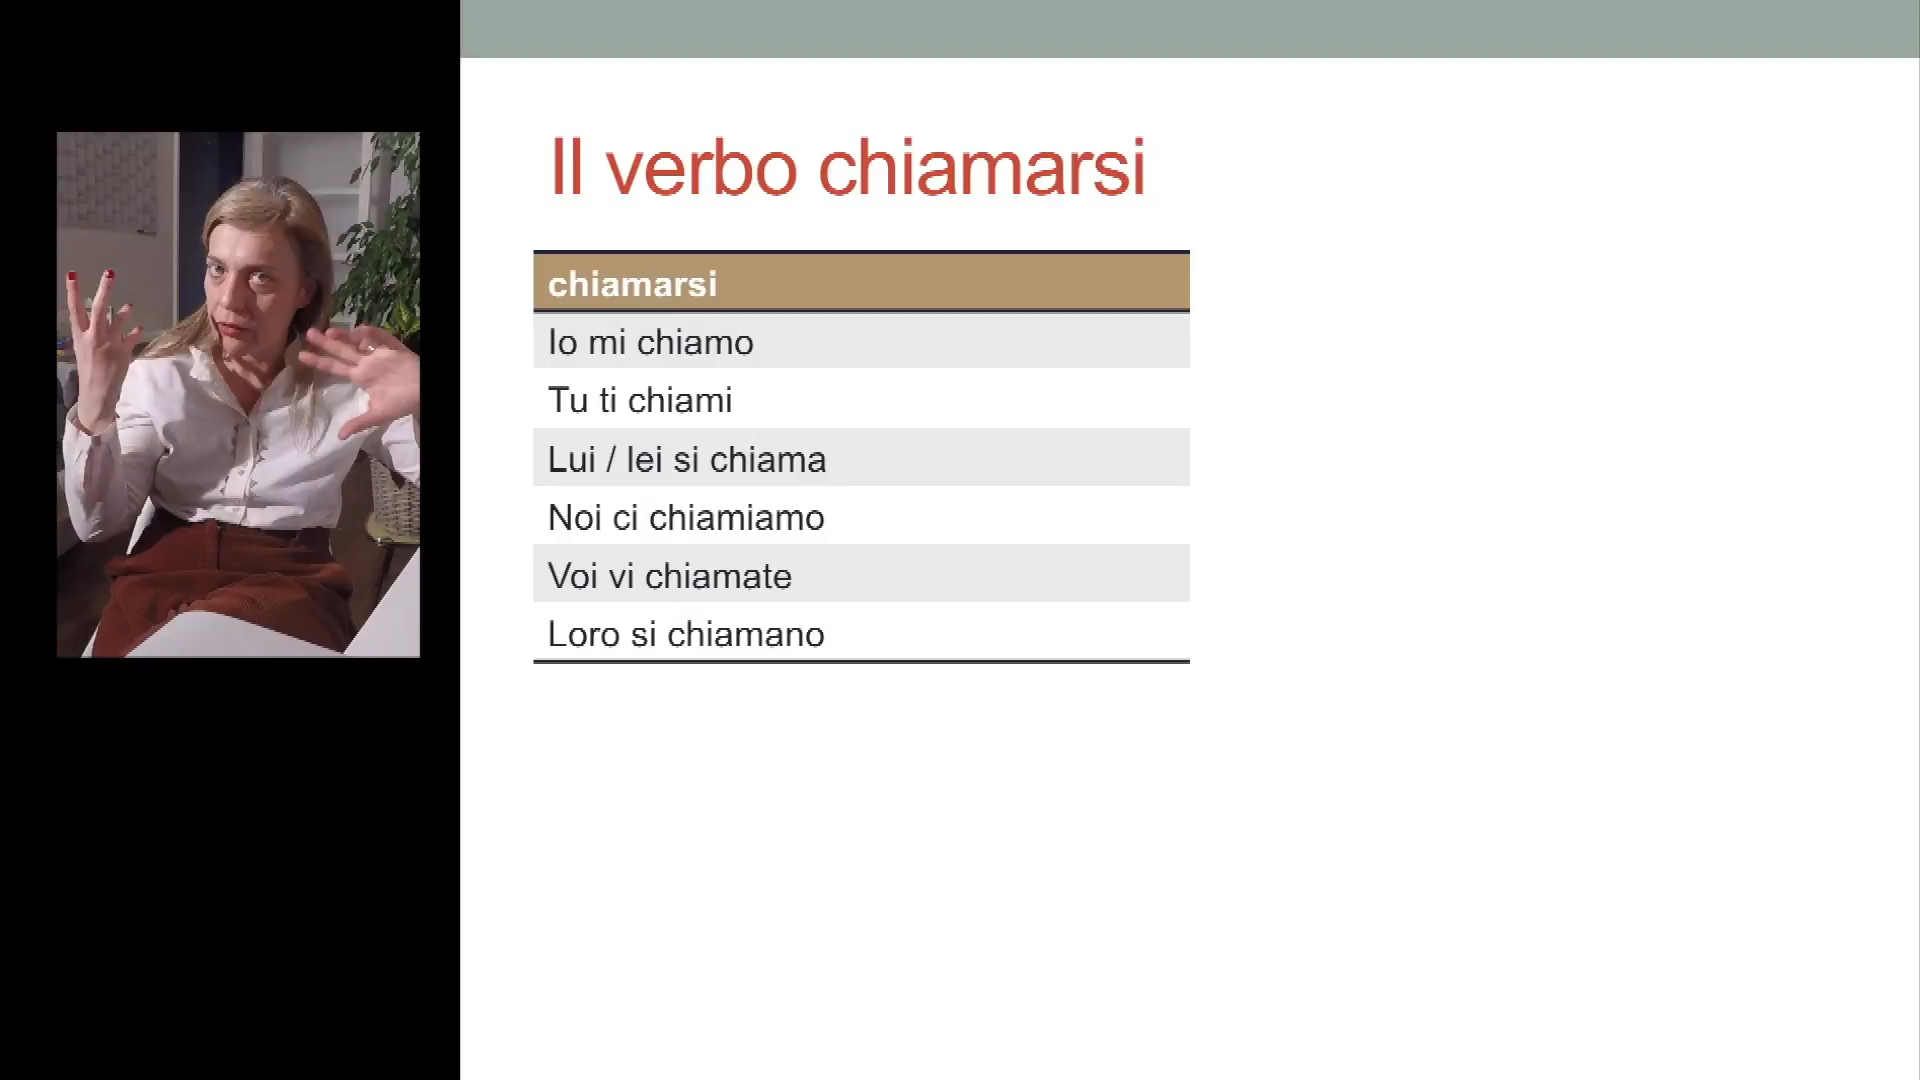 Il verbo chiamarsi
chiamarsi
Io mi chiamo
Tu ti chiami
Lui / lei si chiama
Noi ci chiamiamo
Voi vi chiamate
Loro si chiamano